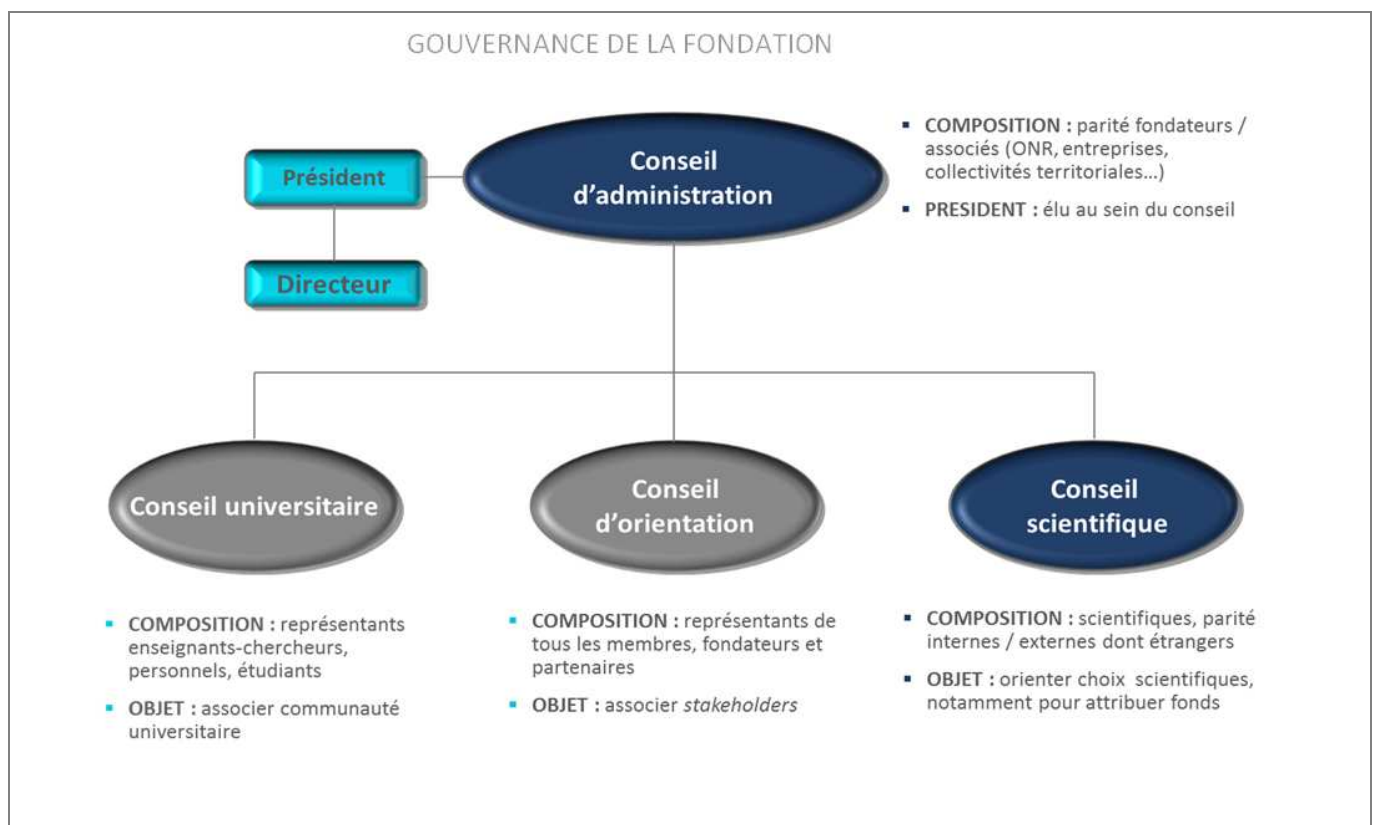 GOUVERNANCE DE LA FONDATION
Président
Directeur
Conseil
d'administration
▪ COMPOSITION : parité fondateurs /
associés (ONR, entreprises,
collectivités territoriales...)
▪ PRESIDENT : élu au sein du conseil
Conseil universitaire
▪ COMPOSITION : représentants
enseignants-chercheurs,
personnels, étudiants
▪ OBJET : associer communauté
universitaire
Conseil
d'orientation
▪ COMPOSITION : représentants de
tous les membres, fondateurs et
partenaires
▪ OBJET : associer stakeholders
Conseil
scientifique
▪ COMPOSITION : scientifiques, parité
internes / externes dont étrangers
▪ OBJET : orienter choix scientifiques,
notamment pour attribuer fonds